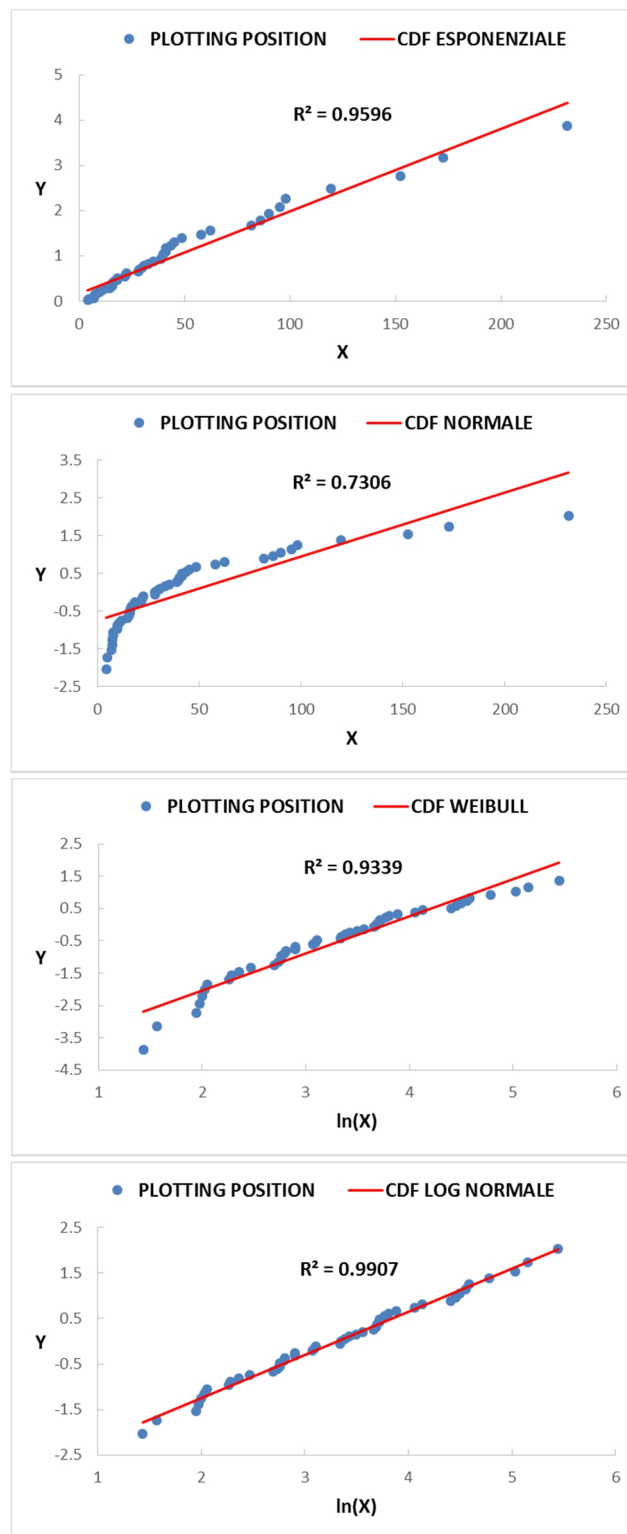 PLOTTING POSITION CDF ESPONENZIALE
5
R² = 0.9596
4
3
Y
2
1
0
0 50 100 150 200 250
X
PLOTTING POSITION CDF NORMALE
3.5
R² = 0.7306
2.5
1.5
Y
0.5
-0.5
-1.5
-2.5
0 50 100 150 200 250
X
PLOTTING POSITION CDF WEIBULL
2.5
R² = 0.9339
1.5
0.5
-0.5
Y
-1.5
-2.5
-3.5
-4.5
1 2 3 4 5 6
ln(X)
PLOTTING POSITION CDF LOG NORMALE
2.5
R² = 0.9907
1.5
0.5
Y
-0.5
-1.5
-2.5
1 2 3 4 5 6
ln(X)